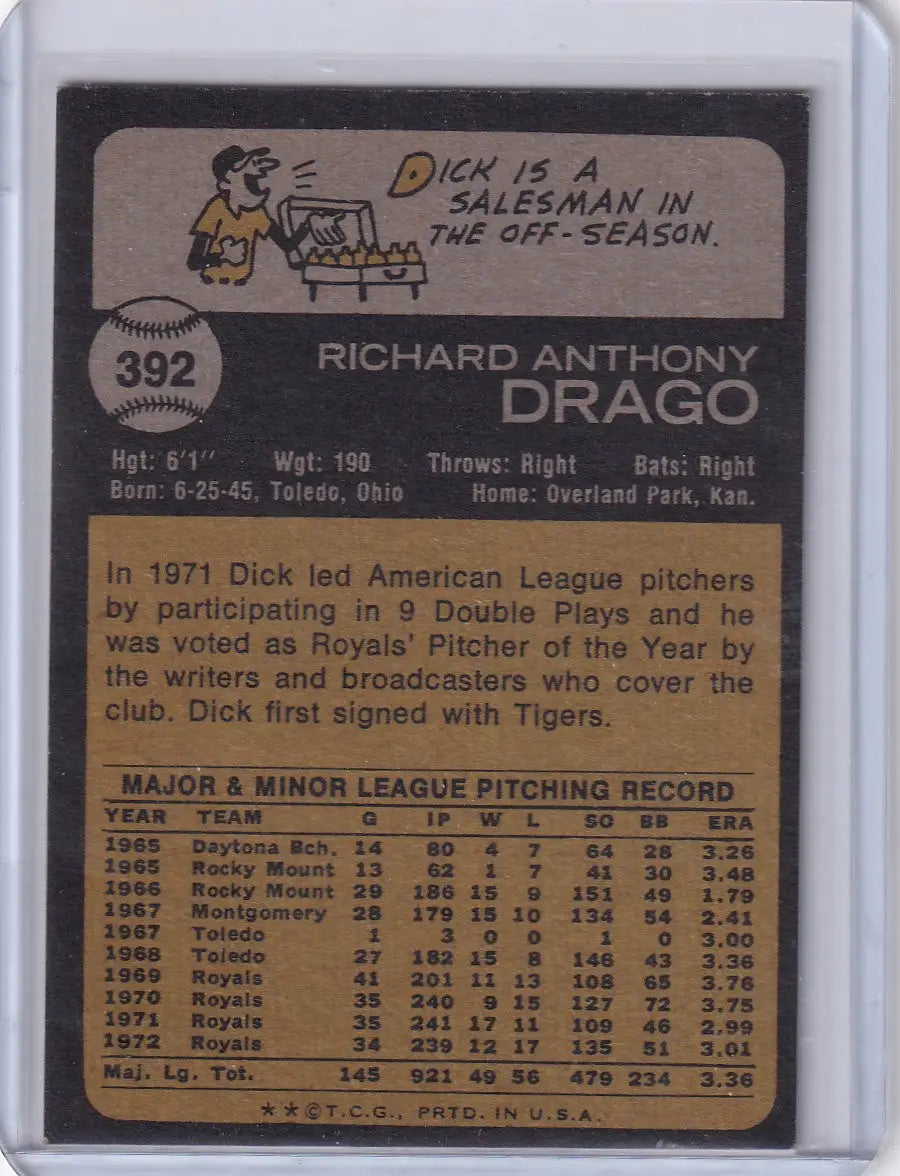 DICK IS A
SALESMAN IN
THE OFF-SEASON.
392
RICHARD ANTHONY
DRAGO
Hgt: 6'1" Wgt: 190 Throws: Right Bats: Right
Born: 6-25-45, Toledo, Ohio Home: Overland Park, Kan.
In 1971 Dick led American League pitchers
by participating in 9 Double Plays and he
was voted as Royals' Pitcher of the Year by
the writers and broadcasters who cover the
club. Dick first signed with Tigers.
MAJOR & MINOR LEAGUE PITCHING RECORD
YEAR TEAM G IP W L SO BB ERA
1965 Daytona Bch. 14 80 4 7 64 28 3.26
1965 Rocky Mount 13 62 1 7 41 30 3.48
1966 Rocky Mount 29 186 15 9 151 49 1.79
1967 Montgomery 28 179 15 10 134 54 2.41
1967 Toledo 1 3 0 0 1 0 3.00
1968 Toledo 27 182 15 8 146 43 3.36
1969 Royals 41 201 11 13 108 65 3.76
1970 Royals 35 240 9 15 127 72 3.75
1971 Royals 35 241 17 11 109 46 2.99
1972 Royals 34 239 12 17 135 51 3.01
Maj. Lg. Tot. 145 921 49 56 479 234 3.36
**©T.C.G., PRTD. IN U.S.A.